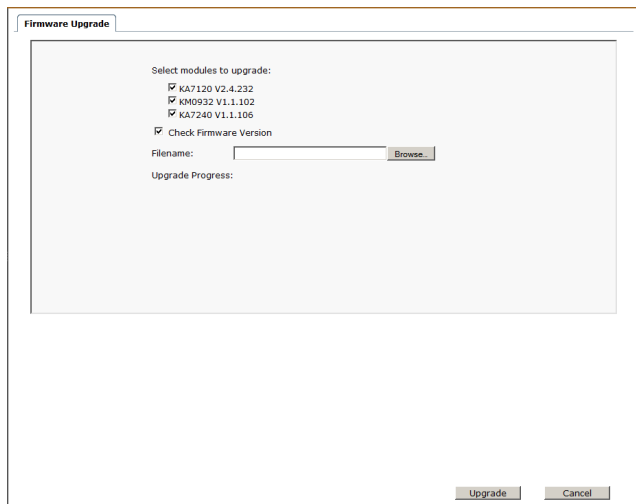 Firmware Upgrade
Select modules to upgrade:
KA7120 V2.4.232
KM0932 V1.1.102
KA7240 V1.1.106
Check Firmware Version
Filename:
Browse..
Upgrade Progress:
Upgrade
Cancel